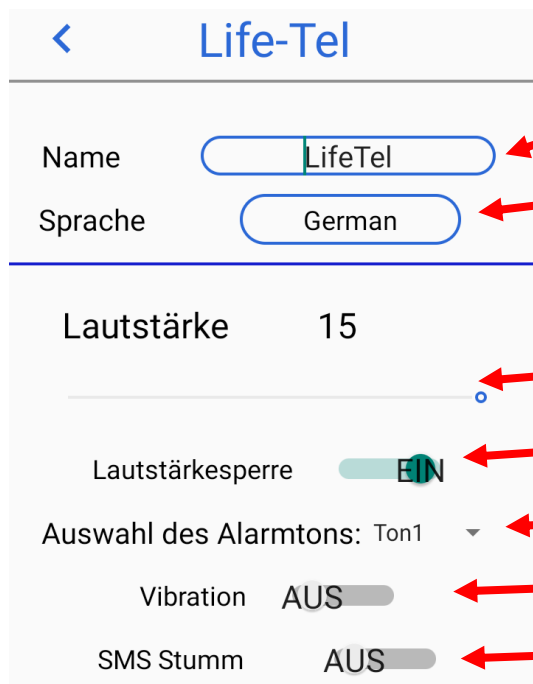 Life-Tel
Name LifeTel
Sprache German
Lautstärke 15
Lautstärkesperre EIN
Auswahl des Alarmtons: Ton1
Vibration AUS
SMS Stumm AUS